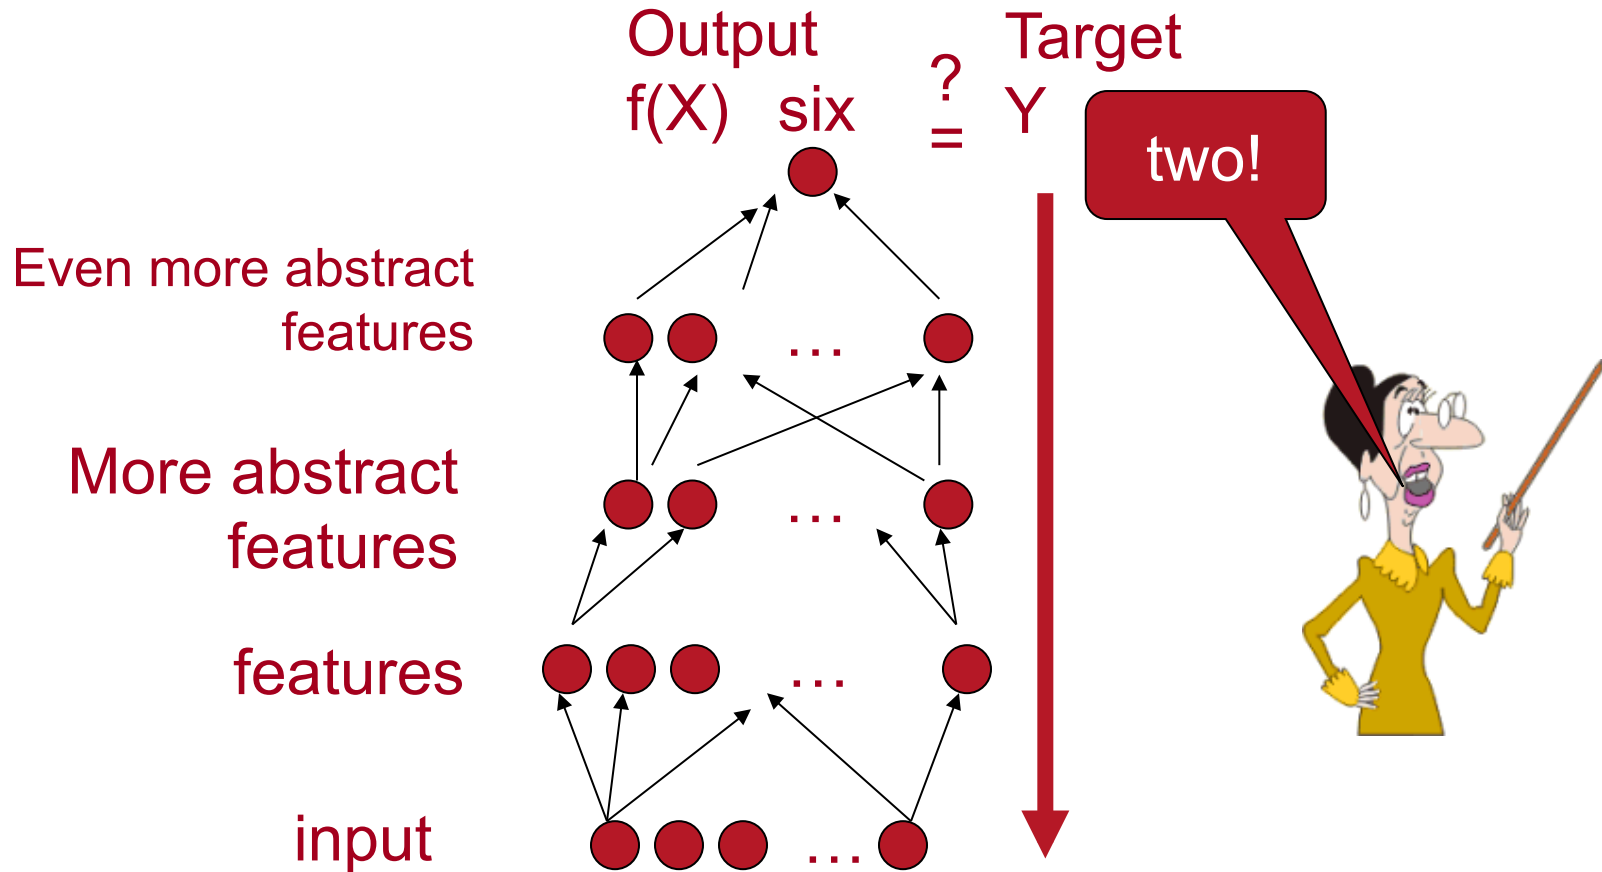 Output
Target
?
f(X) six
=
Y
two!
Even more abstract
features
…
More abstract
features
…
features
…
input
…